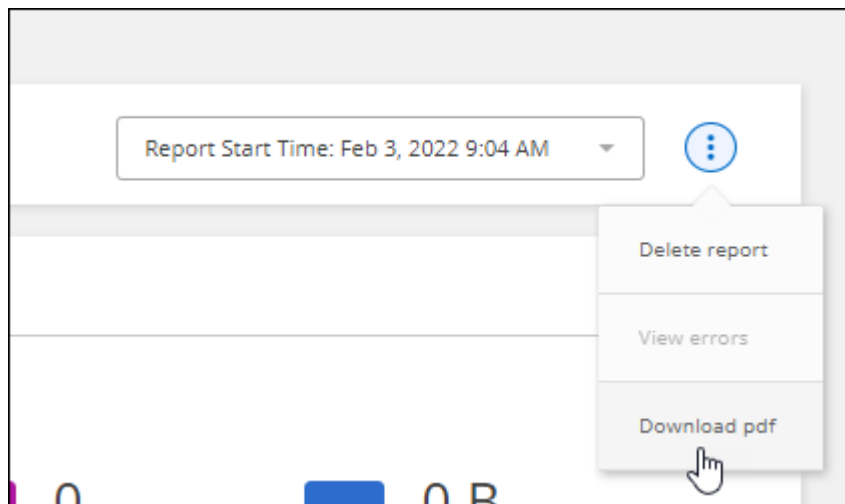 Report Start Time: Feb 3, 2022 9:04 AM
Delete report
View errors
Download pdf
0
0 B